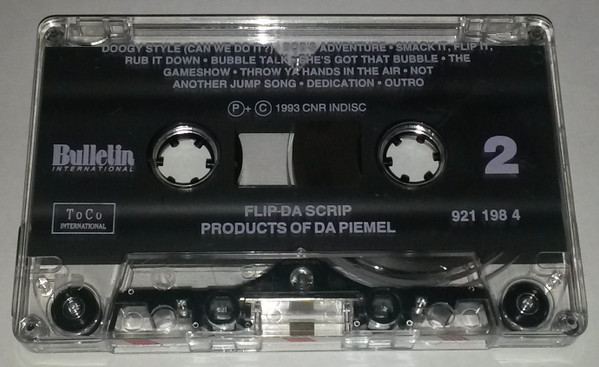 DOOGY STYLE (CAN WE DO IT?) ADVENTURE • SMACK IT, FLIP IT,
RUB IT DOWN • BUBBLE TALK SHE'S GOT THAT BUBBLE • THE
GAMESHOW • THROW YA HANDS IN THE AIR • NOT
ANOTHER JUMP SONG • DEDICATION • OUTRO
P + C 1993 CNR INDISC
Bulletin
INTERNATIONAL
2
ToCo
INTERNATIONAL
FLIP DA SCRIP
PRODUCTS OF DA PIEMEL
921 198 4